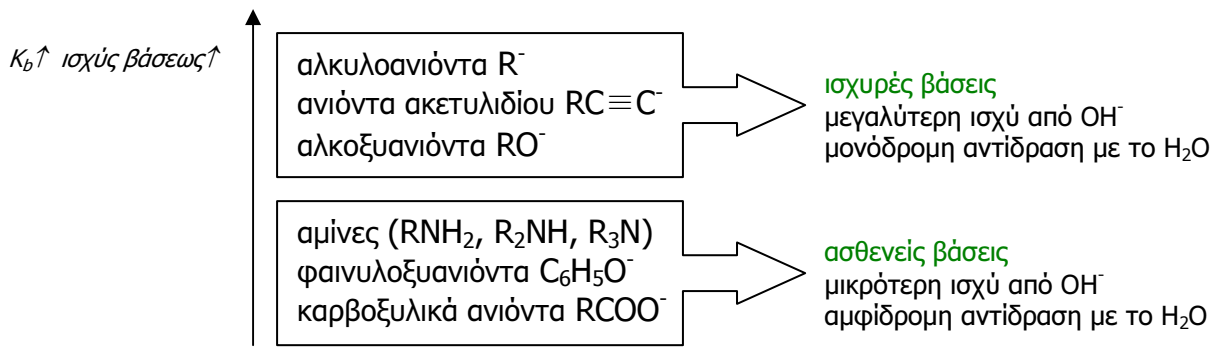 K_b↑ ισχύς βάσεως↑
αλκυλοανιόντα R⁻
ανιόντα ακετυλιδίου RC≡C⁻
αλκοξυανιόντα RO⁻
ισχυρές βάσεις
μεγαλύτερη ισχύ από OH⁻
μονόδρομη αντίδραση με το H₂O
αμίνες (RNH₂, R₂NH, R₃N)
φαινυλοξυανιόντα C₆H₅O⁻
καρβοξυλικά ανιόντα RCOO⁻
ασθενείς βάσεις
μικρότερη ισχύ από OH⁻
αμφίδρομη αντίδραση με το H₂O